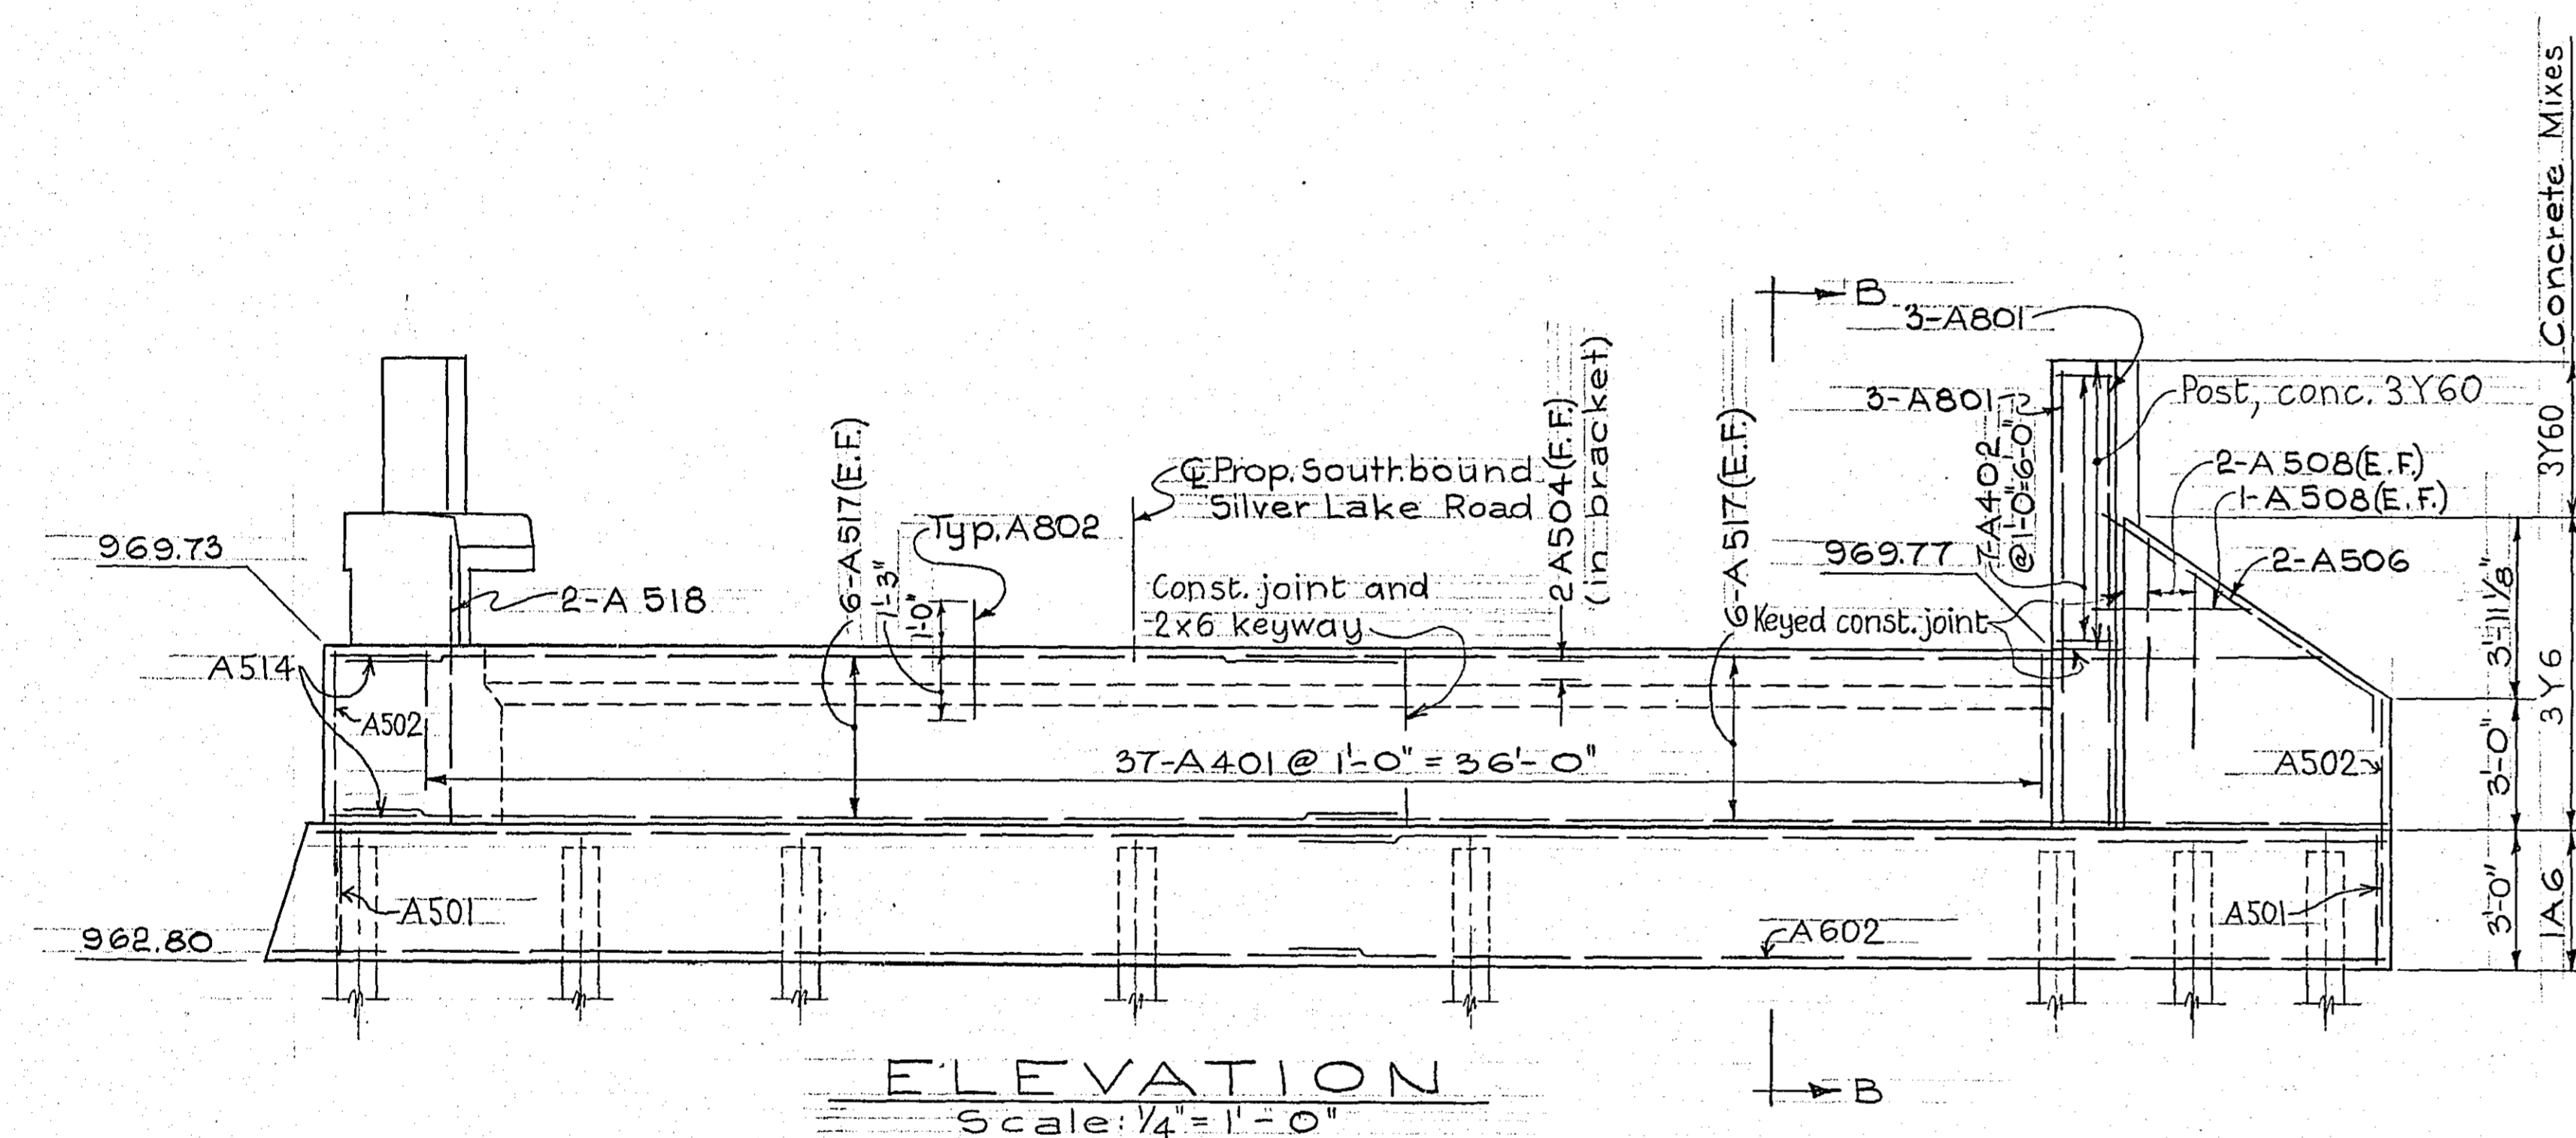 Concrete Mixes
B
3-A801
3-A801
Post, conc. 3Y60
3Y60
7-A402
@1'-0"=6'-0"
2-A508(E.F.)
1-A508(E.F.)
2-A506
6-A517(E.F.)
1'-3"
1'-0"
Typ. A802
℄ Prop. Southbound
Silver Lake Road
2 A504(F.F.)
(in bracket)
6-A517(E.F.)
969.73
969.77
2-A 518
Const. joint and
2x6 keyway
Keyed const. joint
3'-11 1/8"
3Y6
A514
A502
37-A401 @ 1'-0" = 36'-0"
A502
3'-0"
A501
A501
3'-0"
1A6
962.80
A602
B
ELEVATION
Scale: 1/4" = 1'-0"